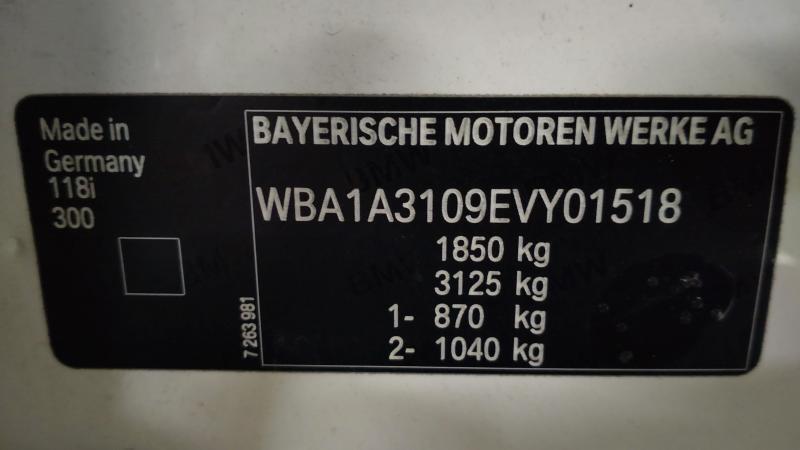 Made in
Germany
118i
300
BAYERISCHE MOTOREN WERKE AG
WBA1A3109EVY01518
1850 kg
3125 kg
1- 870 kg
2- 1040 kg
7 263 981